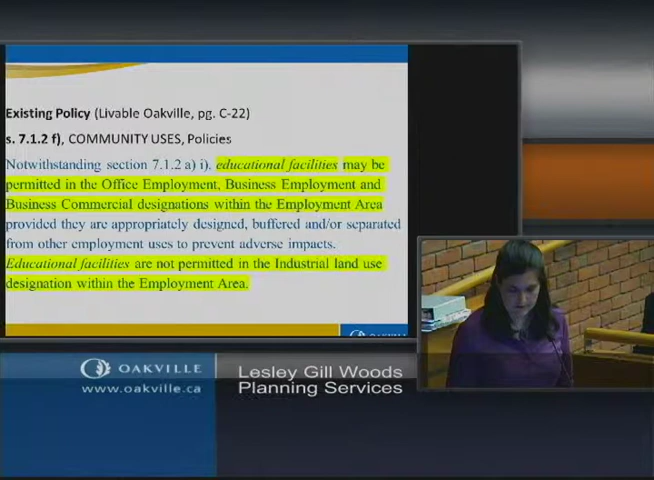 Existing Policy (Livable Oakville, pg. C-22)
s. 7.1.2 f), COMMUNITY USES, Policies
Notwithstanding section 7.1.2 a) i), educational facilities may be
permitted in the Office Employment, Business Employment and
Business Commercial designations within the Employment Area
provided they are appropriately designed, buffered and/or separated
from other employment uses to prevent adverse impacts.
Educational facilities are not permitted in the Industrial land use
designation within the Employment Area.
OAKVILLE
OAKVILLE
www.oakville.ca
Lesley Gill Woods
Planning Services